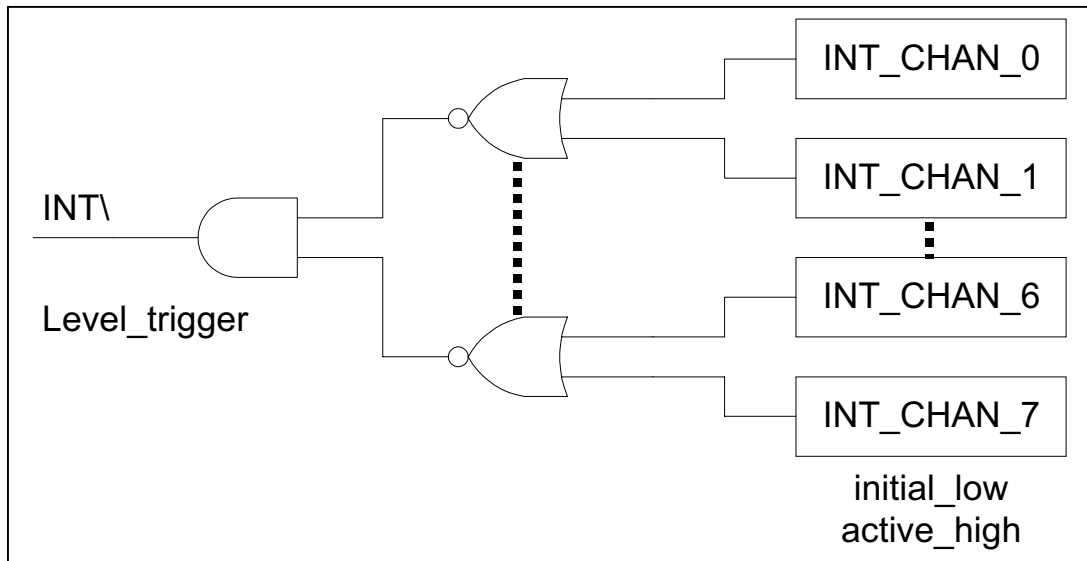 INT_CHAN_0
INT_CHAN_1
INT\
Level_trigger
INT_CHAN_6
INT_CHAN_7
initial_low
active_high